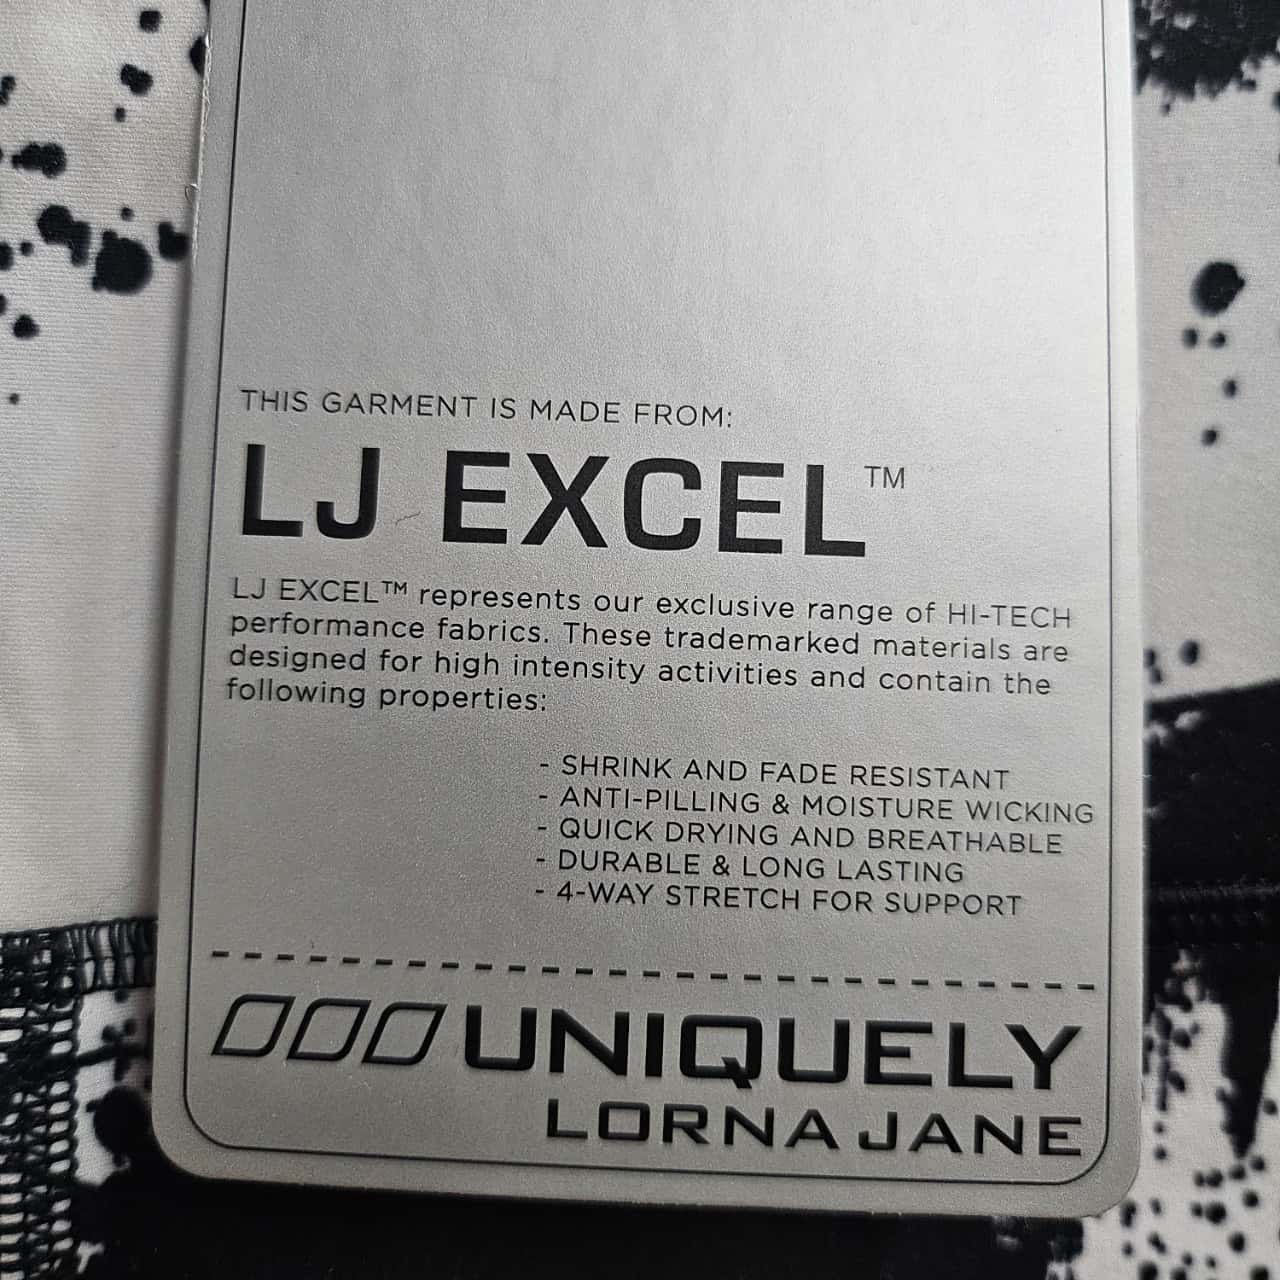 THIS GARMENT IS MADE FROM:
LJ EXCEL™
LJ EXCEL™ represents our exclusive range of HI-TECH
performance fabrics. These trademarked materials are
designed for high intensity activities and contain the
following properties:
- SHRINK AND FADE RESISTANT
- ANTI-PILLING & MOISTURE WICKING
- QUICK DRYING AND BREATHABLE
- DURABLE & LONG LASTING
- 4-WAY STRETCH FOR SUPPORT
UNIQUELY
LORNA JANE